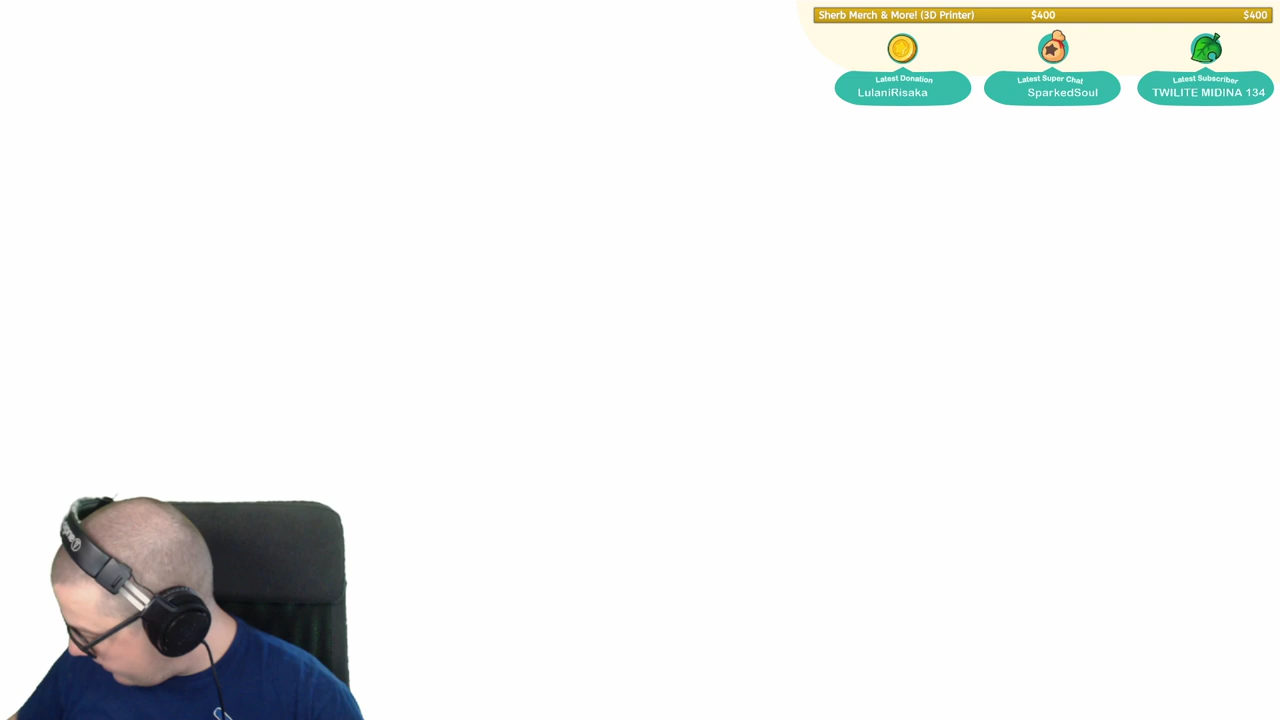 Sherb Merch & More! (3D Printer) $400 $400
Latest Donation
LulaniRisaka
Latest Super Chat
SparkedSoul
Latest Subscriber
TWILITE MIDINA 134